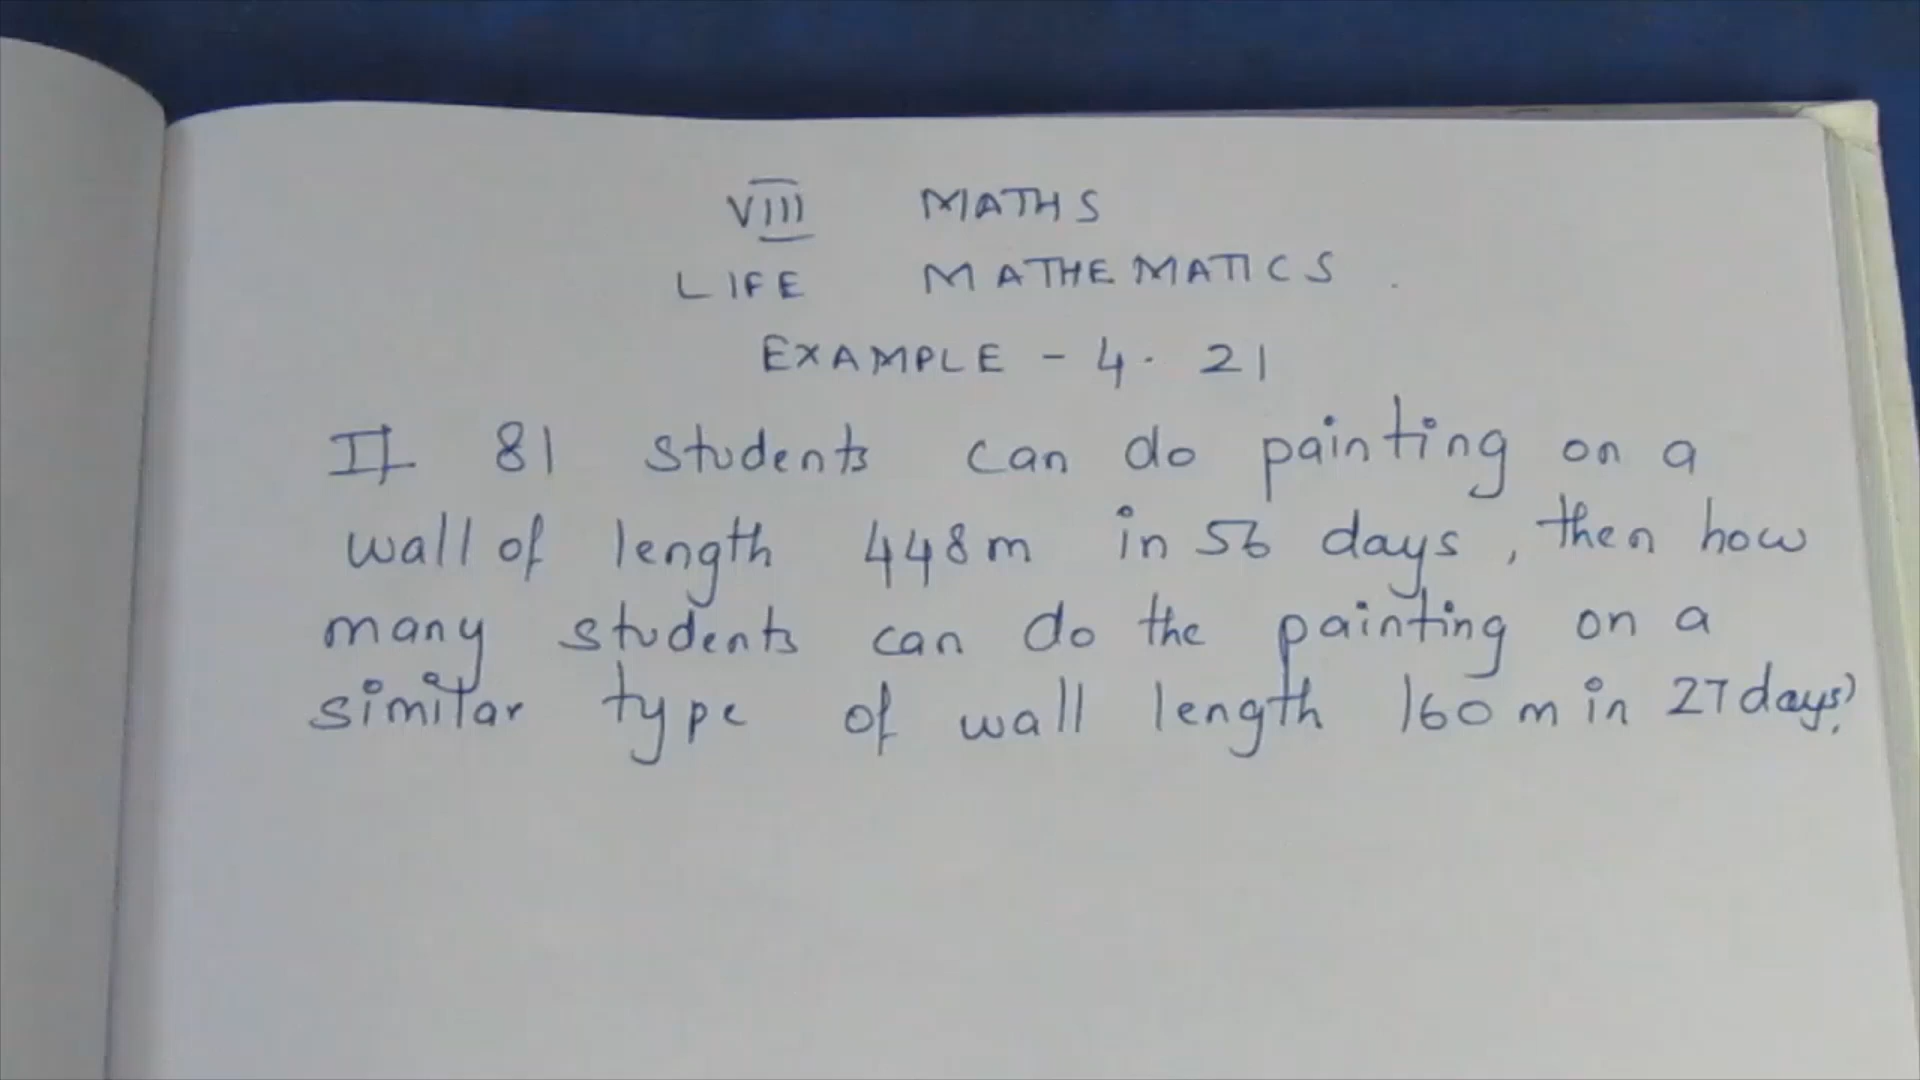 VIII MATHS
LIFE MATHEMATICS.
EXAMPLE - 4. 21
If 81 students can do painting on a
wall of length 448m in 56 days, then how
many students can do the painting on a
similar type of wall length 160 m in 27 days?